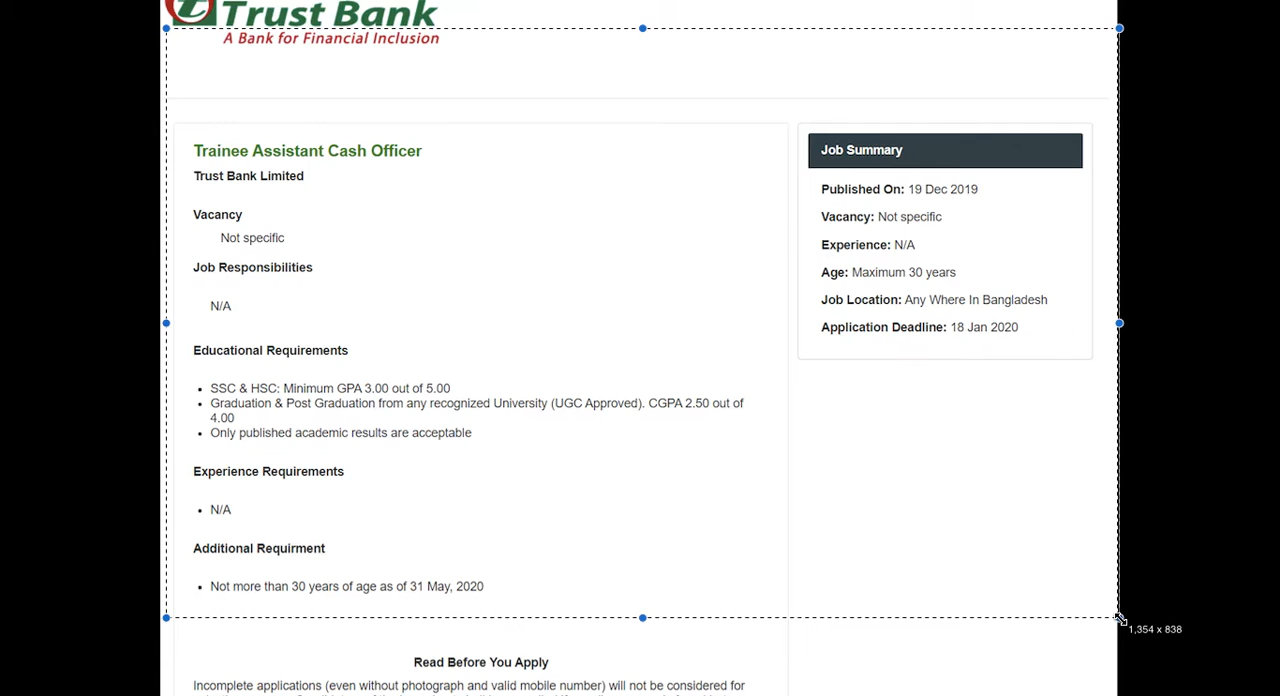 Trust Bank
A Bank for Financial Inclusion
Trainee Assistant Cash Officer
Trust Bank Limited
Vacancy
Not specific
Job Responsibilities
N/A
Educational Requirements
• SSC & HSC: Minimum GPA 3.00 out of 5.00
• Graduation & Post Graduation from any recognized University (UGC Approved). CGPA 2.50 out of
4.00
• Only published academic results are acceptable
Experience Requirements
• N/A
Additional Requirment
• Not more than 30 years of age as of 31 May, 2020
Read Before You Apply
Incomplete applications (even without photograph and valid mobile number) will not be considered for
Job Summary
Published On: 19 Dec 2019
Vacancy: Not specific
Experience: N/A
Age: Maximum 30 years
Job Location: Any Where In Bangladesh
Application Deadline: 18 Jan 2020
1,354 x 838